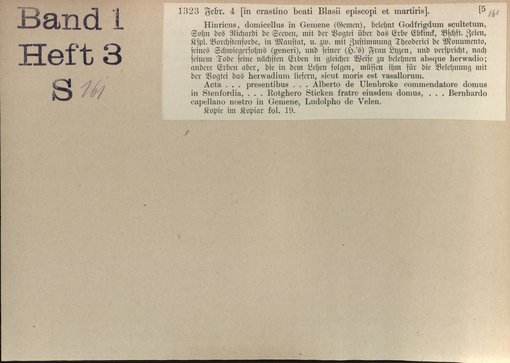 Band 1
Heft 3
S 161
161
1323 Febr. 4 [in crastino beati Blasii episcopi et martiris]. [5
Hinricus, domicellus in Gemene (Gemen), belehnt Godfrigdum scultetum,
Sohn des Richardi de Seeven, mit der Vogtei über das Erbe Ebbinck, Bschft. Zelen,
Kspl. Borchstenforde, in Manstat, u. zw. mit Zustimmung Theoderici de Monumento,
seines Schwiegersohns (generi), und seiner (H.'s) Frau Lyzen, und verspricht, nach
seinem Tode seine nächsten Erben in gleicher Weise zu belehnen absque herwadio;
andere Erben aber, die in dem Lehen folgen, müssen ihm für die Belehnung mit
der Vogtei das herwadium liefern, sicut moris est vasallorum.
Acta . . . presentibus . . . Alberto de Ulenbroke commendatore domus
in Stenfordia, . . . Rotghero Sticken fratre eiusdem domus, . . . Bernhardo
capellano nostro in Gemene, Ludolpho de Velen.
Kopie im Kopiar fol. 19.